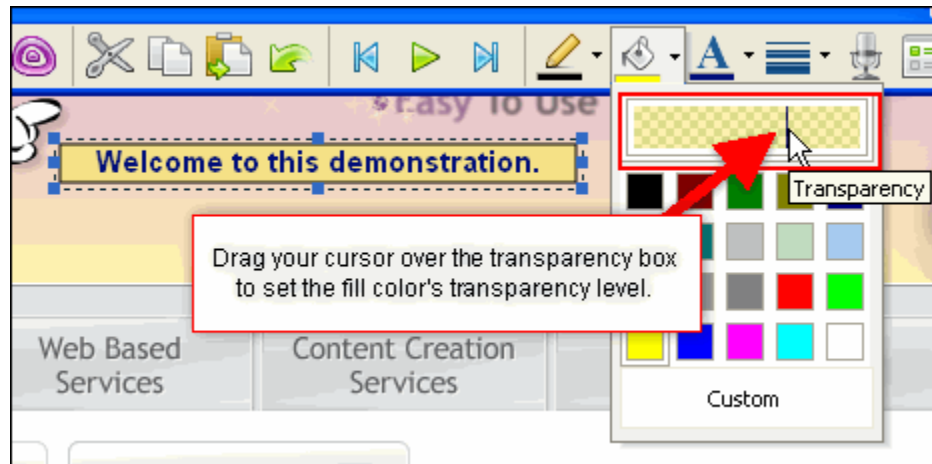 A
Easy To Use
Welcome to this demonstration.
Transparency
Drag your cursor over the transparency box
to set the fill color's transparency level.
Web Based
Services
Content Creation
Services
Custom